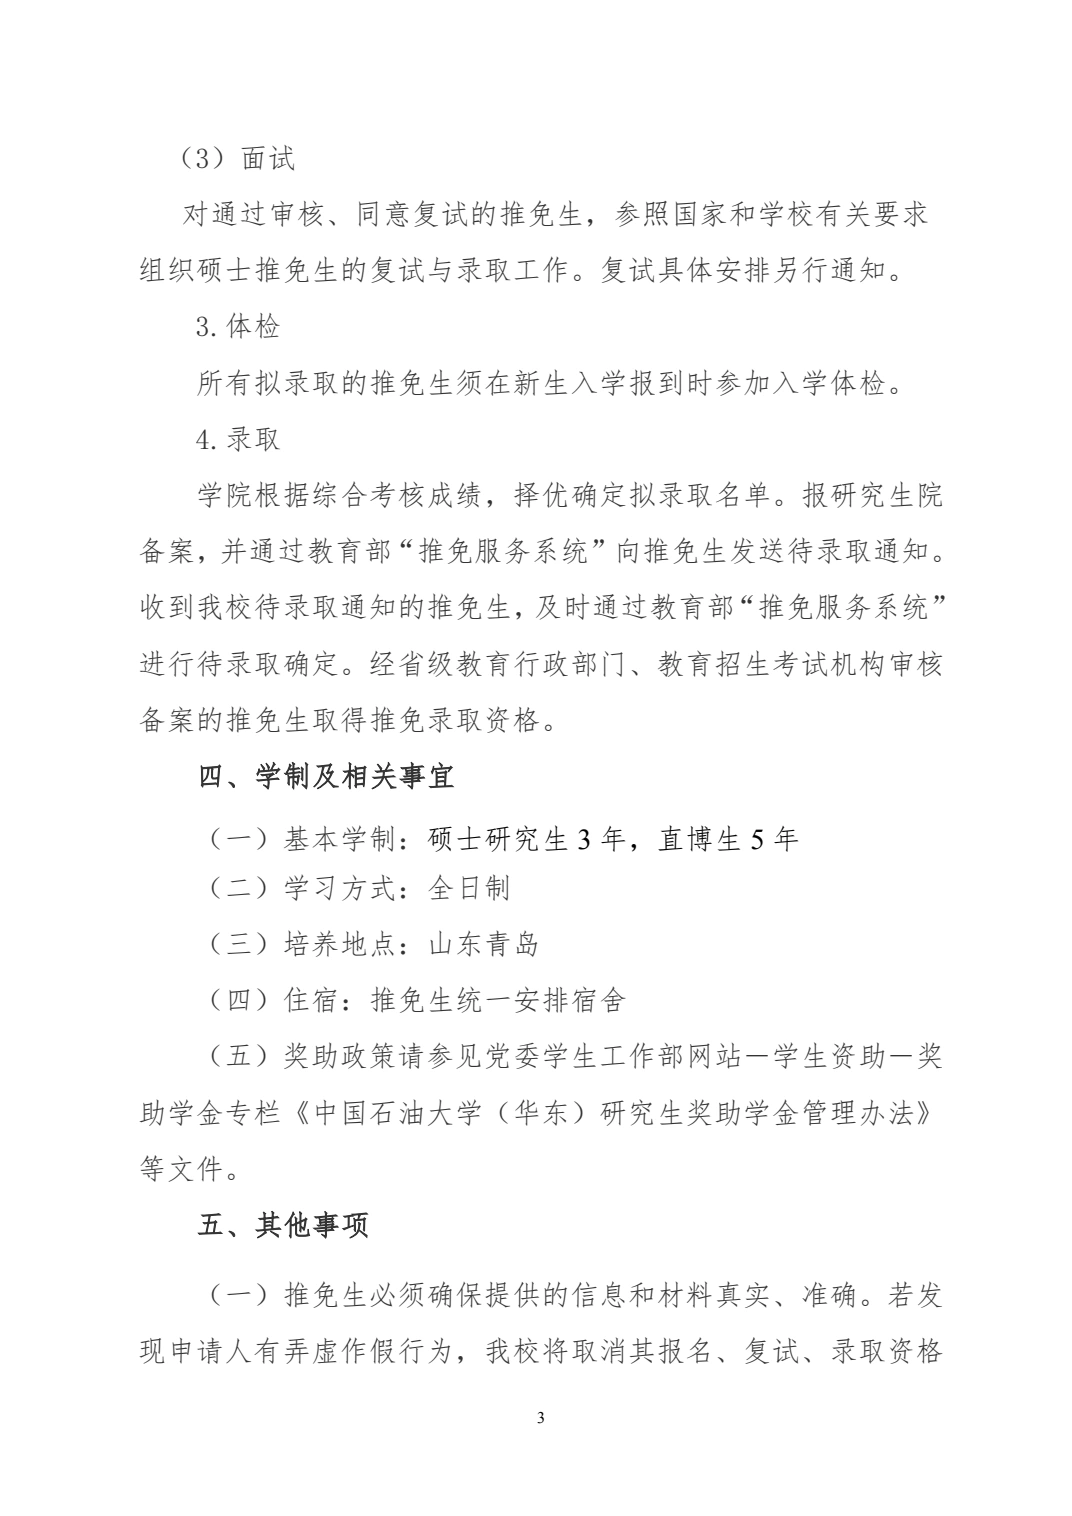 （3）面试
对通过审核、同意复试的推免生，参照国家和学校有关要求
组织硕士推免生的复试与录取工作。复试具体安排另行通知。
3.体检
所有拟录取的推免生须在新生入学报到时参加入学体检。
4.录取
学院根据综合考核成绩，择优确定拟录取名单。报研究生院
备案，并通过教育部“推免服务系统”向推免生发送待录取通知。
收到我校待录取通知的推免生，及时通过教育部“推免服务系统”
进行待录取确定。经省级教育行政部门、教育招生考试机构审核
备案的推免生取得推免录取资格。
四、学制及相关事宜
（一）基本学制：硕士研究生 3 年，直博生 5 年
（二）学习方式：全日制
（三）培养地点：山东青岛
（四）住宿：推免生统一安排宿舍
（五）奖助政策请参见党委学生工作部网站—学生资助—奖
助学金专栏《中国石油大学（华东）研究生奖助学金管理办法》
等文件。
五、其他事项
（一）推免生必须确保提供的信息和材料真实、准确。若发
现申请人有弄虚作假行为，我校将取消其报名、复试、录取资格
3